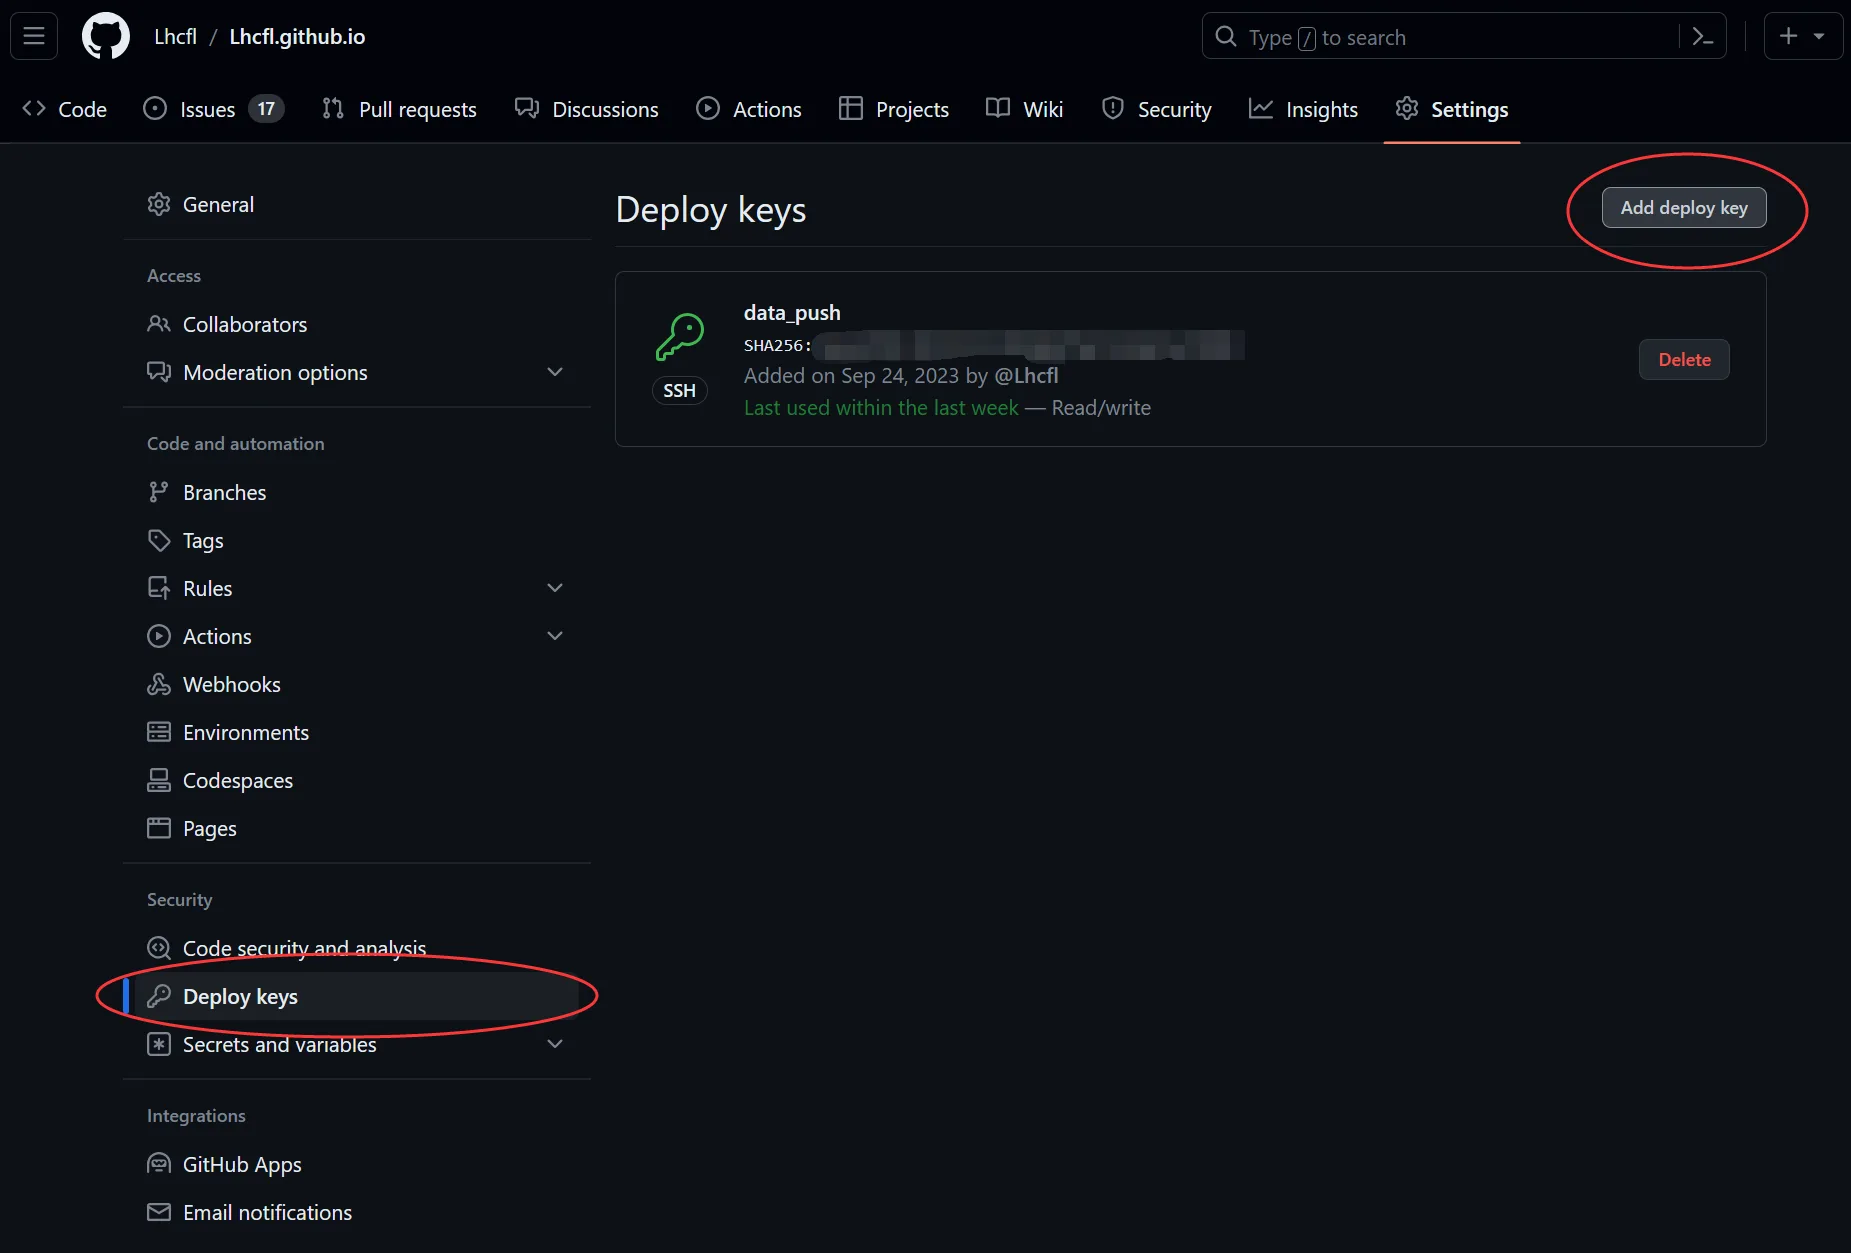 Lhcfl / Lhcfl.github.io
Type / to search
Code
Issues 17
Pull requests
Discussions
Actions
Projects
Wiki
Security
Insights
Settings
General
Access
Collaborators
Moderation options
Code and automation
Branches
Tags
Rules
Actions
Webhooks
Environments
Codespaces
Pages
Security
Code security and analysis
Deploy keys
Secrets and variables
Integrations
GitHub Apps
Email notifications
Deploy keys
Add deploy key
SSH
data_push
SHA256:
Added on Sep 24, 2023 by @Lhcfl
Last used within the last week — Read/write
Delete